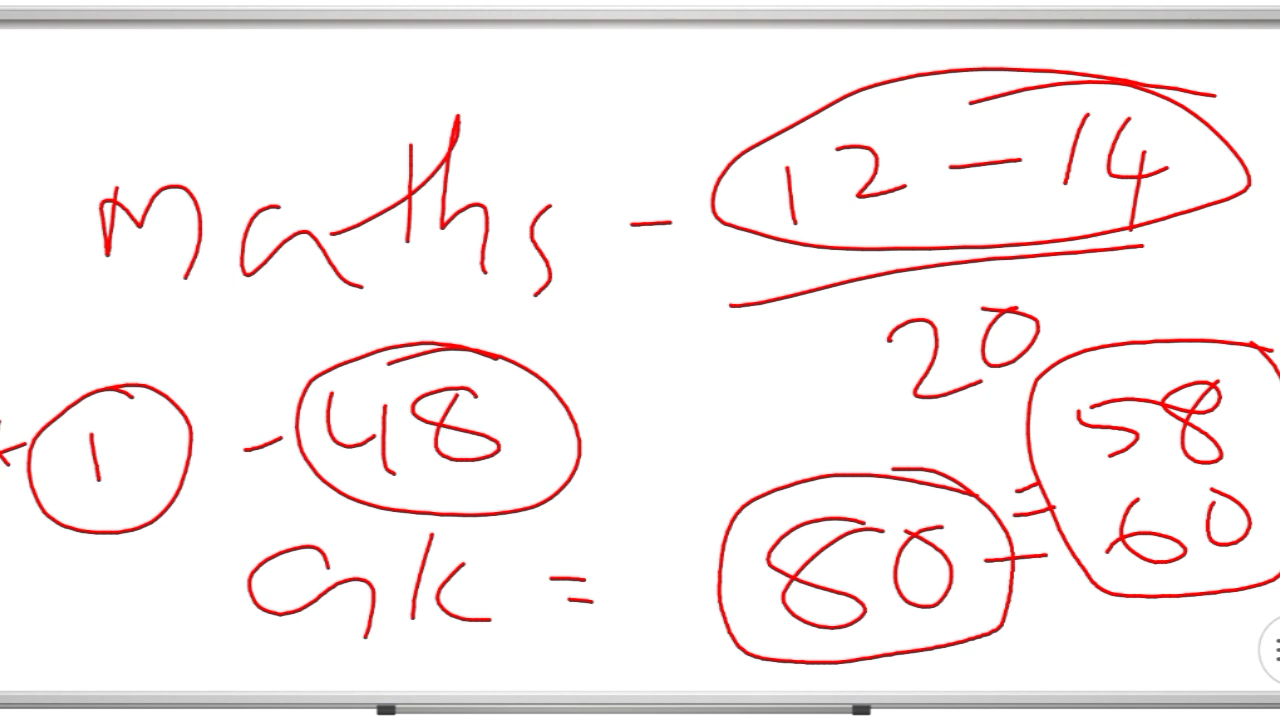 maths - 12 - 14
20
1 - 48
58
GK = 80 = 60